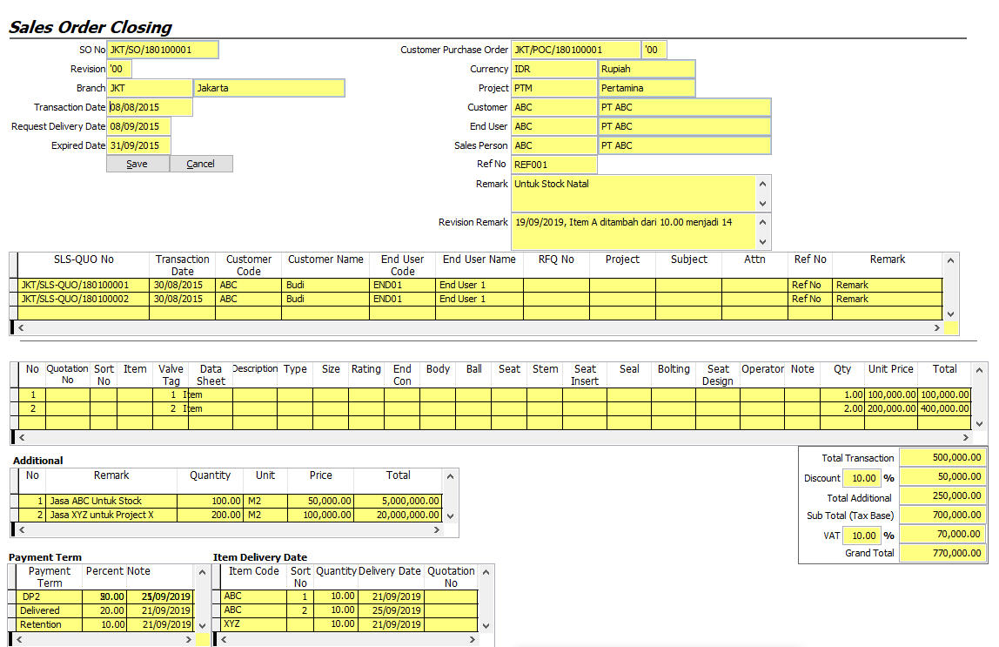 Sales Order Closing
SO No JKT/SO/180100001
Revision '00
Branch JKT Jakarta
Transaction Date 08/08/2015
Request Delivery Date 08/09/2015
Expired Date 31/09/2015
Save Cancel
Customer Purchase Order JKT/POC/180100001 '00
Currency IDR Rupiah
Project PTM Pertamina
Customer ABC PT ABC
End User ABC PT ABC
Sales Person ABC PT ABC
Ref No REF001
Remark Untuk Stock Natal
Revision Remark 19/09/2019, Item A ditambah dari 10.00 menjadi 14
SLS-QUO No Transaction Date Customer Code Customer Name End User Code End User Name RFQ No Project Subject Attn Ref No Remark
JKT/SLS-QUO/180100001 30/08/2015 ABC Budi END01 End User 1 Ref No Remark
JKT/SLS-QUO/180100002 30/08/2015 ABC Budi END01 End User 1 Ref No Remark
No Quotation No Sort No Item Valve Tag Data Sheet Description Type Size Rating End Con Body Ball Seat Stem Seat Insert Seal Bolting Seat Design Operator Note Qty Unit Price Total
1 1 Item 1.00 100,000.00 100,000.00
2 2 Item 2.00 200,000.00 400,000.00
Additional
No Remark Quantity Unit Price Total
1 Jasa ABC Untuk Stock 100.00 M2 50,000.00 5,000,000.00
2 Jasa XYZ untuk Project X 200.00 M2 100,000.00 20,000,000.00
Total Transaction 500,000.00
Discount 10.00 % 50,000.00
Total Additional 250,000.00
Sub Total (Tax Base) 700,000.00
VAT 10.00 % 70,000.00
Grand Total 770,000.00
Payment Term
Payment Term Percent Note
DP2
Delivered 20.00 21/09/2019
Retention 10.00 21/09/2019
Item Delivery Date
Item Code Sort No Quantity Delivery Date Quotation No
ABC 1 10.00 21/09/2019
ABC 2 10.00 25/09/2019
XYZ 10.00 21/09/2019